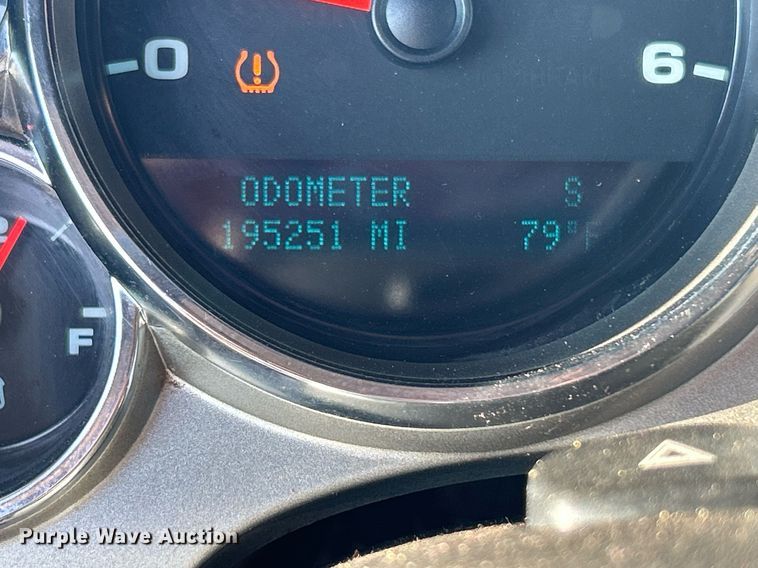 0 6
ODOMETER S
195251 MI 79°F
F
Purple Wave Auction